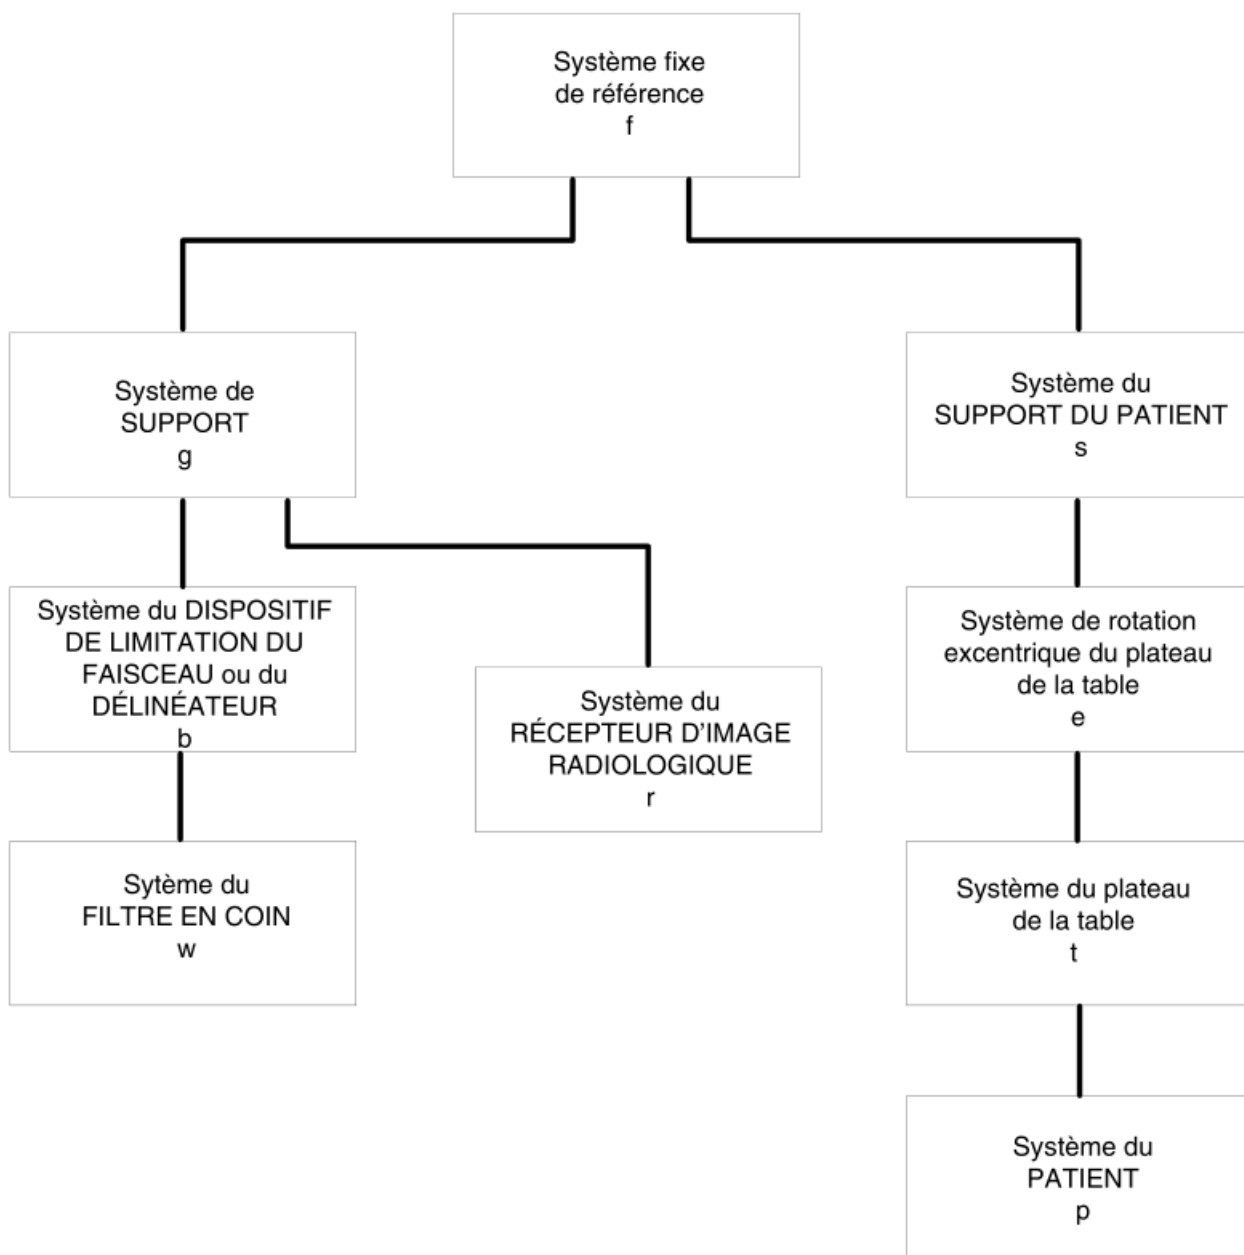 Système fixe
de référence
f
Système de
SUPPORT
g
Système du
SUPPORT DU PATIENT
s
Système du DISPOSITIF
DE LIMITATION DU
FAISCEAU ou du
DÉLINÉATEUR
b
Système du
RÉCEPTEUR D'IMAGE
RADIOLOGIQUE
r
Système de rotation
excentrique du plateau
de la table
e
Sytème du
FILTRE EN COIN
w
Système du plateau
de la table
t
Système du
PATIENT
p